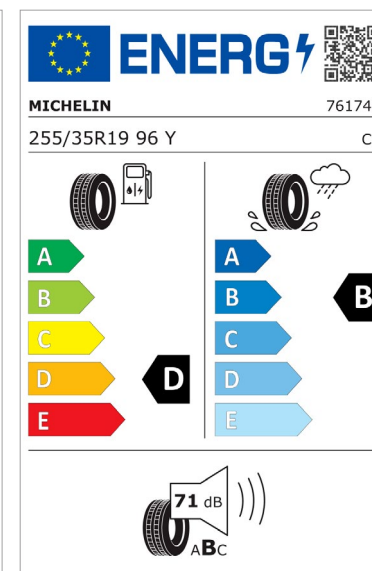 ENERG
MICHELIN 76174
255/35R19 96 Y C
A A
B B B
C C
D D D
E E
71 dB
ABC